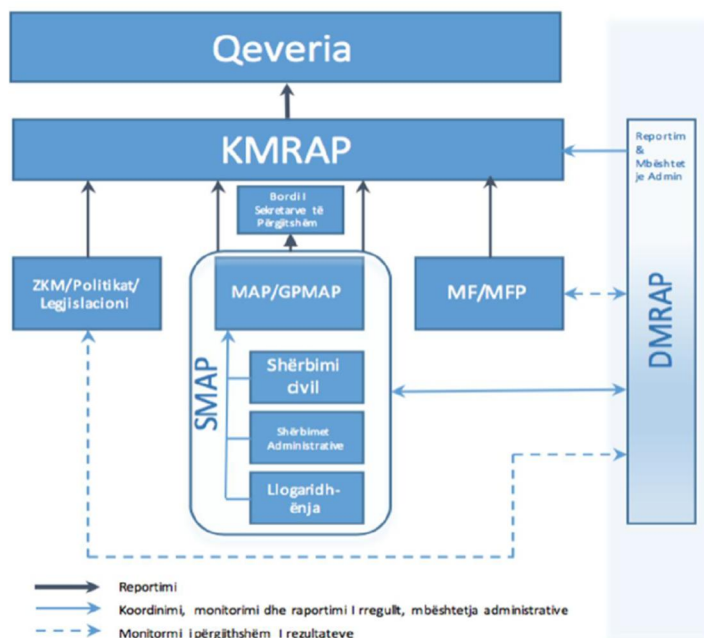 Qeveria
KMRAP
Reportim
&
Mbështet
je Admin
Bordi I
Sekretarve të
Përgjitshëm
ZKM/Politikat/
Legjislacioni
MAP/GPMAP
MF/MFP
DMRAP
SMAP
Shërbimi
civil
Shërbimet
Administrative
Llogaridh-
ënja
Reportimi
Koordinimi, monitorimi dhe raportimi I rregullt, mbështetja administrative
Monitormi i përgjithshëm I rezultateve